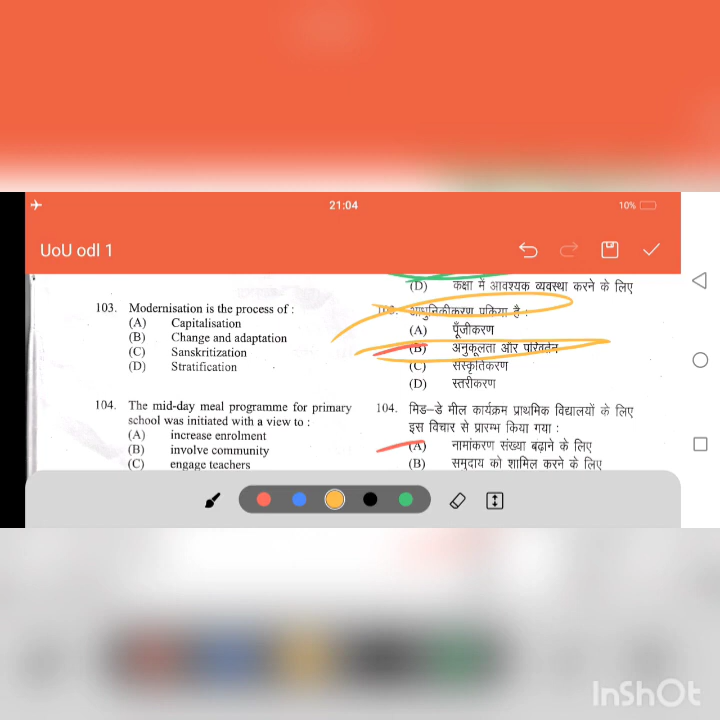 21:04
10%
UoU odl 1
(D) कक्षा में आवश्यक व्यवस्था करने के लिए
103. Modernisation is the process of :
(A) Capitalisation
(B) Change and adaptation
(C) Sanskritization
(D) Stratification
103. आधुनिकीकरण प्रक्रिया है :
(A) पूँजीकरण
(B) अनुकूलता और परिवर्तन
(C) संस्कृतिकरण
(D) स्तरीकरण
104. The mid-day meal programme for primary
school was initiated with a view to :
(A) increase enrolment
(B) involve community
(C) engage teachers
104. मिड–डे मील कार्यक्रम प्राथमिक विद्यालयों के लिए
इस विचार से प्रारम्भ किया गया :
(A) नामांकरण संख्या बढ़ाने के लिए
(B) समुदाय को शामिल करने के लिए
InShOt